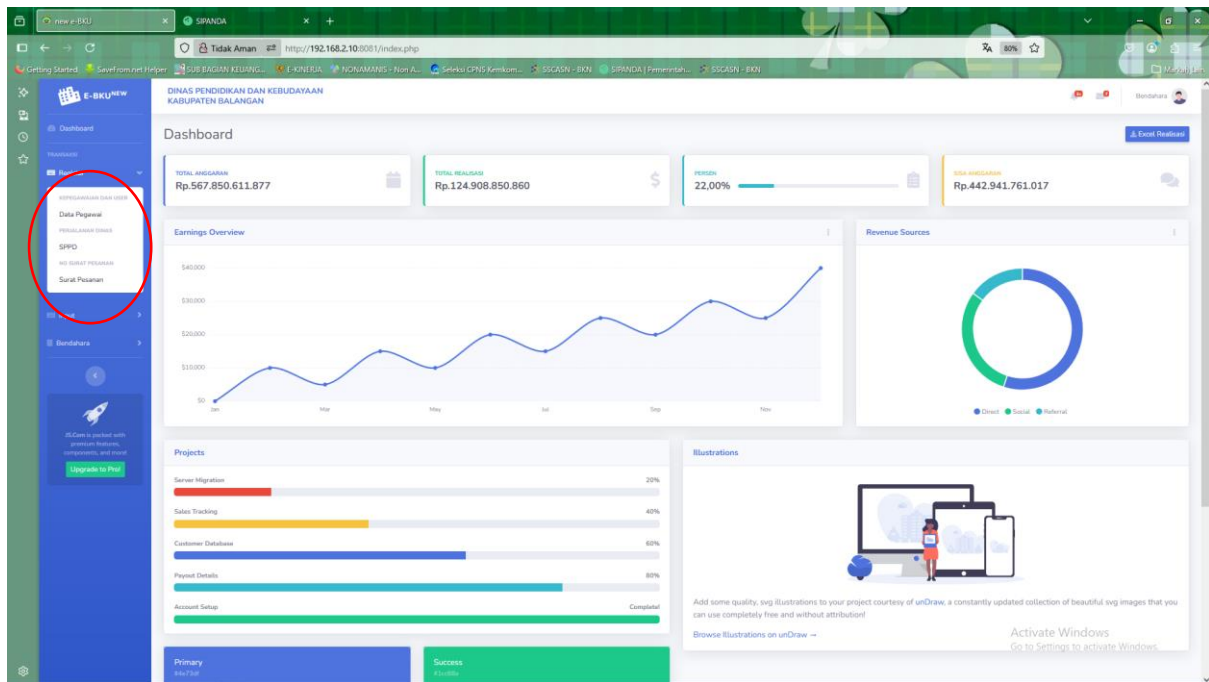 new e-BKU
SIPANDA
Tidak Aman
http://192.168.2.10:8081/index.php
80%
Getting Started
Savefrom.net Helper
SUB BAGIAN KEUANG...
E-KINERJA
NONAMANIS - Non A...
Seleksi CPNS Kemkom...
SSCASN - BKN
SIPANDA | Pemerintah...
SSCASN - BKN
E-BKU NEW
DINAS PENDIDIKAN DAN KEBUDAYAAN
KABUPATEN BALANGAN
Bendahara
Dashboard
TRANSAKSI
KEPEGAWAIAN DAN USER
Data Pegawai
PERJALANAN DINAS
SPPD
NO SURAT PESANAN
Surat Pesanan
Bendahara
is packed with
premium features,
components, and more!
Upgrade to Pro!
Dashboard
Excel Realisasi
TOTAL ANGGARAN
Rp.567.850.611.877
TOTAL REALISASI
Rp.124.908.850.860
PERSEN
22,00%
SISA ANGGARAN
Rp.442.941.761.017
Earnings Overview
$40,000
$30,000
$20,000
$10,000
$0
Jan
Mar
May
Jul
Sep
Nov
Revenue Sources
Direct
Social
Referral
Projects
Server Migration
20%
Sales Tracking
40%
Customer Database
60%
Payout Details
80%
Account Setup
Complete!
Illustrations
Add some quality, svg illustrations to your project courtesy of unDraw, a constantly updated collection of beautiful svg images that you
can use completely free and without attribution!
Browse Illustrations on unDraw →
Activate Windows
Go to Settings to activate Windows.
Primary
#4e73df
Success
#1cc88a